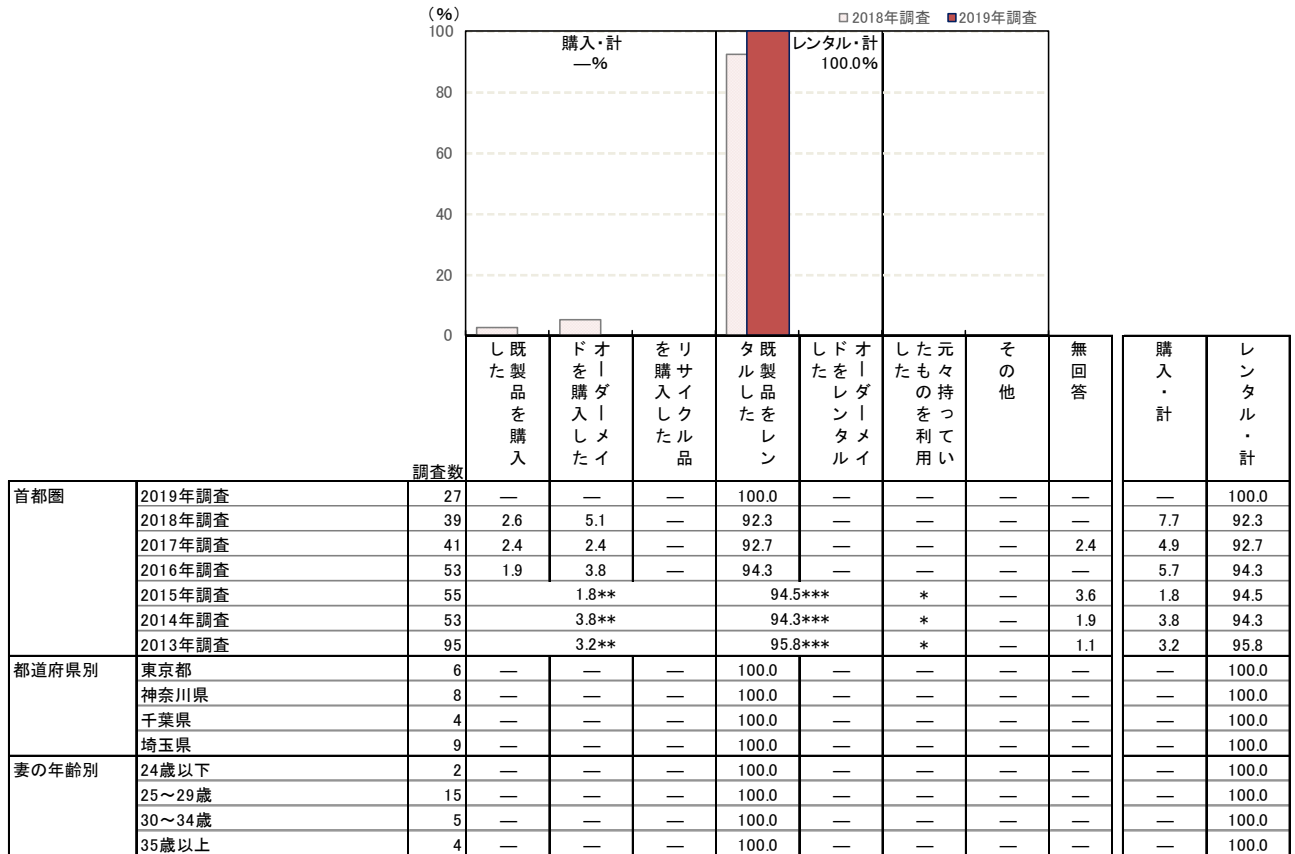 （%）
□2018年調査 ■2019年調査
100
80
60
40
20
0
購入・計
—%
レンタル・計
100.0%
調査数
既製品を購入した
オーダーメイドを購入した
リサイクル品を購入した
既製品をレンタルした
オーダーメイドをレンタルした
元々持っていたものを利用した
その他
無回答
購入・計
レンタル・計
首都圏 2019年調査 27 — — — 100.0 — — — — — 100.0
2018年調査 39 2.6 5.1 — 92.3 — — — — 7.7 92.3
2017年調査 41 2.4 2.4 — 92.7 — — — 2.4 4.9 92.7
2016年調査 53 1.9 3.8 — 94.3 — — — — 5.7 94.3
2015年調査 55 1.8** 94.5*** * — 3.6 1.8 94.5
2014年調査 53 3.8** 94.3*** * — 1.9 3.8 94.3
2013年調査 95 3.2** 95.8*** * — 1.1 3.2 95.8
都道府県別 東京都 6 — — — 100.0 — — — — — 100.0
神奈川県 8 — — — 100.0 — — — — — 100.0
千葉県 4 — — — 100.0 — — — — — 100.0
埼玉県 9 — — — 100.0 — — — — — 100.0
妻の年齢別 24歳以下 2 — — — 100.0 — — — — — 100.0
25～29歳 15 — — — 100.0 — — — — — 100.0
30～34歳 5 — — — 100.0 — — — — — 100.0
35歳以上 4 — — — 100.0 — — — — — 100.0